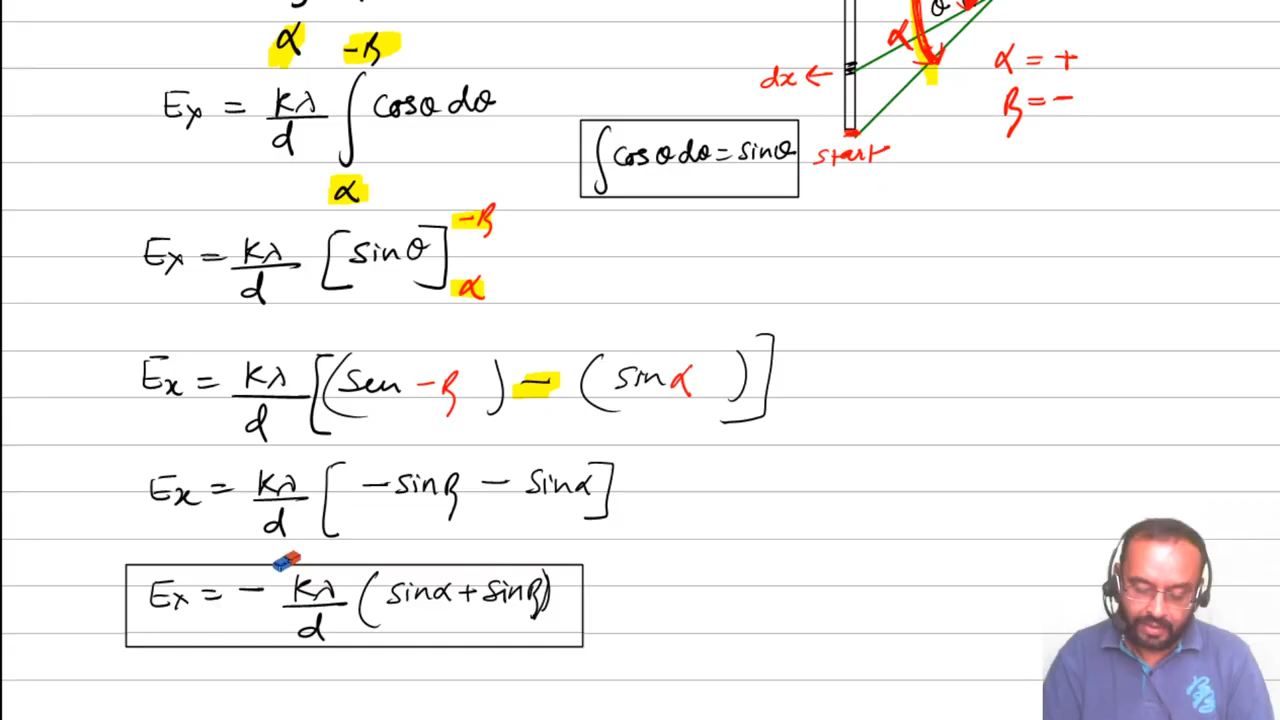 α -β θ
α
α = +
dx ←
Ex = kλ/d ∫ cosθ dθ
β = -
∫ cosθ dθ = sinθ start
α
-β
Ex = kλ/d [sinθ]
α
Ex = kλ/d [(sen -β ) - (sinα )]
Ex = kλ/d [ -sinβ - sinα]
Ex = - kλ/d (sinα + sinβ)